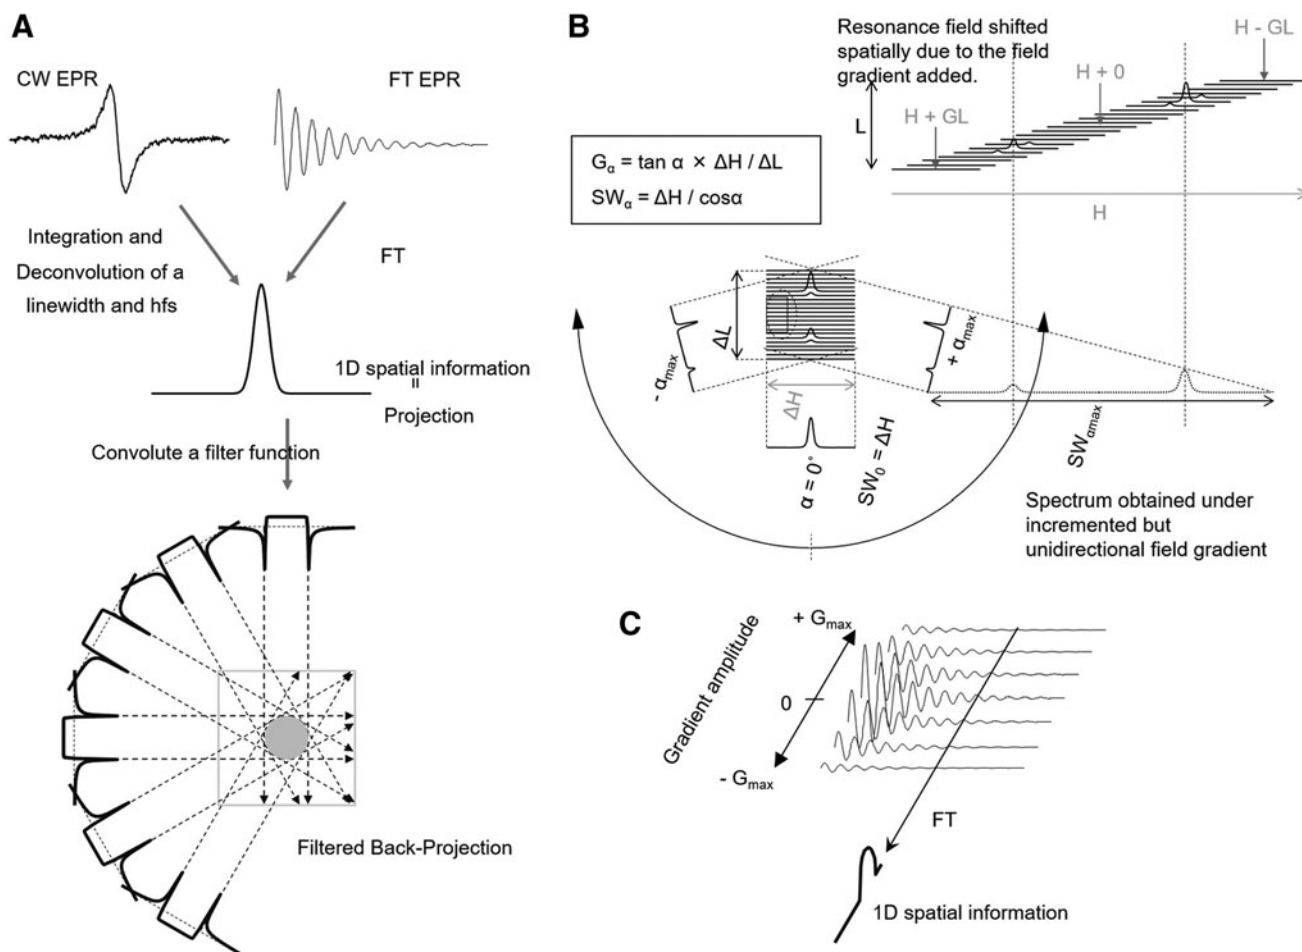 A
CW EPR
FT EPR
Integration and
Deconvolution of a
linewidth and hfs
FT
1D spatial information
=
Projection
Convolute a filter function
Filtered Back-Projection
B
Resonance field shifted
spatially due to the field
gradient added.
H - GL
H + 0
L
H + GL
H
Gα = tan α × ΔH / ΔL
SWα = ΔH / cosα
ΔL
- αmax
+ αmax
ΔH
α = 0°
SW0 = ΔH
SWαmax
Spectrum obtained under
incremented but
unidirectional field gradient
C
Gradient amplitude
+ Gmax
0
- Gmax
FT
1D spatial information